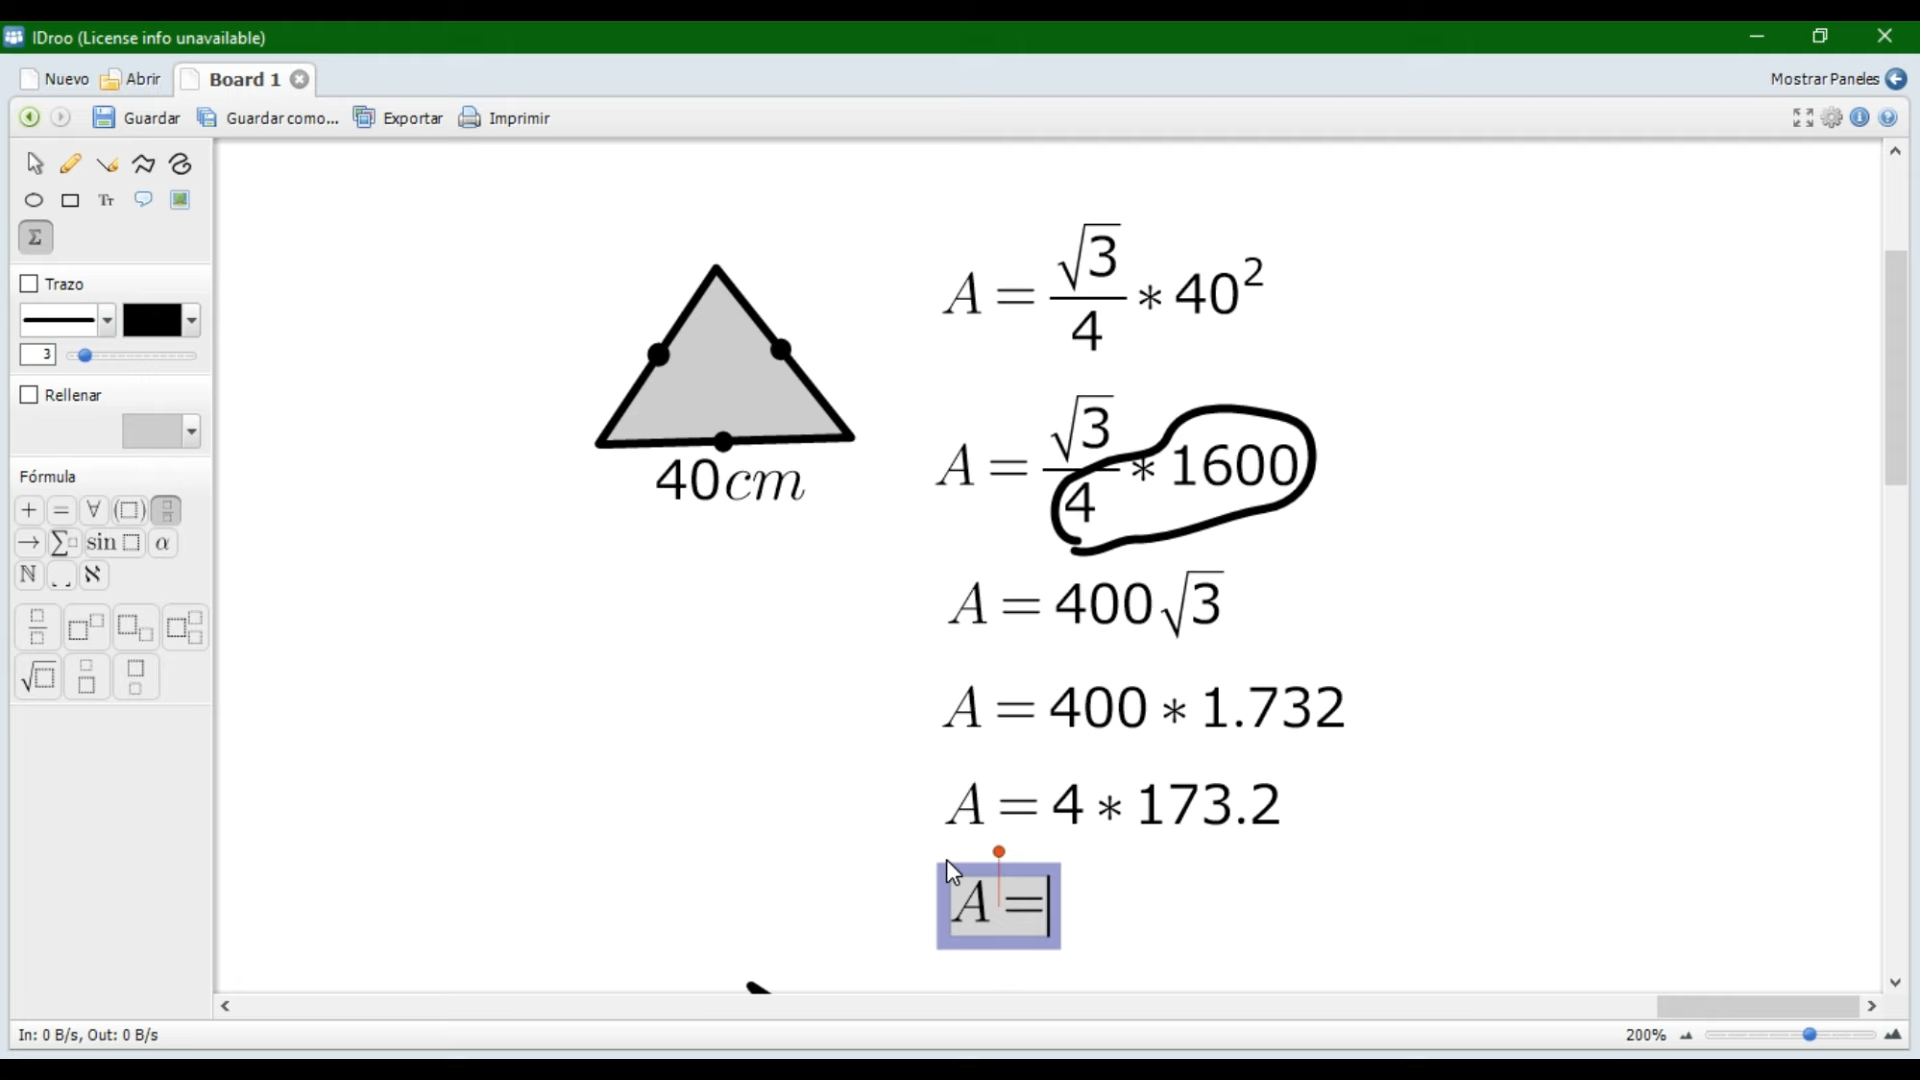 IDroo (License info unavailable)
Nuevo Abrir Board 1 Mostrar Paneles
Guardar Guardar como... Exportar Imprimir
Tт
Σ
Trazo
3
Rellenar
Fórmula
+ = ∀ (□) □/□
→ ∑□ sin □ α
ℕ ℵ
√□
A = √3/4 * 40²
A = √3/4 * 1600
40cm
A = 400√3
A = 400 * 1.732
A = 4 * 173.2
A =
In: 0 B/s, Out: 0 B/s 200%